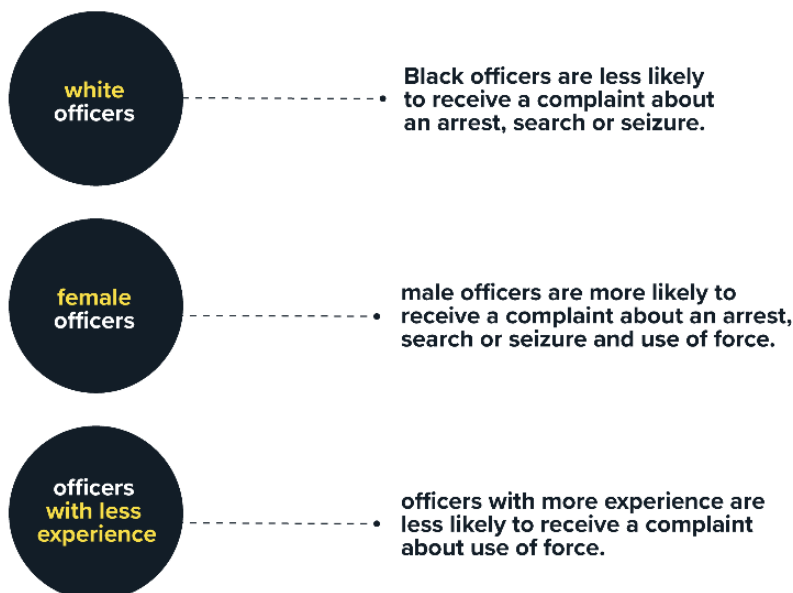 white
officers
Black officers are less likely
to receive a complaint about
an arrest, search or seizure.
female
officers
male officers are more likely to
receive a complaint about an arrest,
search or seizure and use of force.
officers
with less
experience
officers with more experience are
less likely to receive a complaint
about use of force.